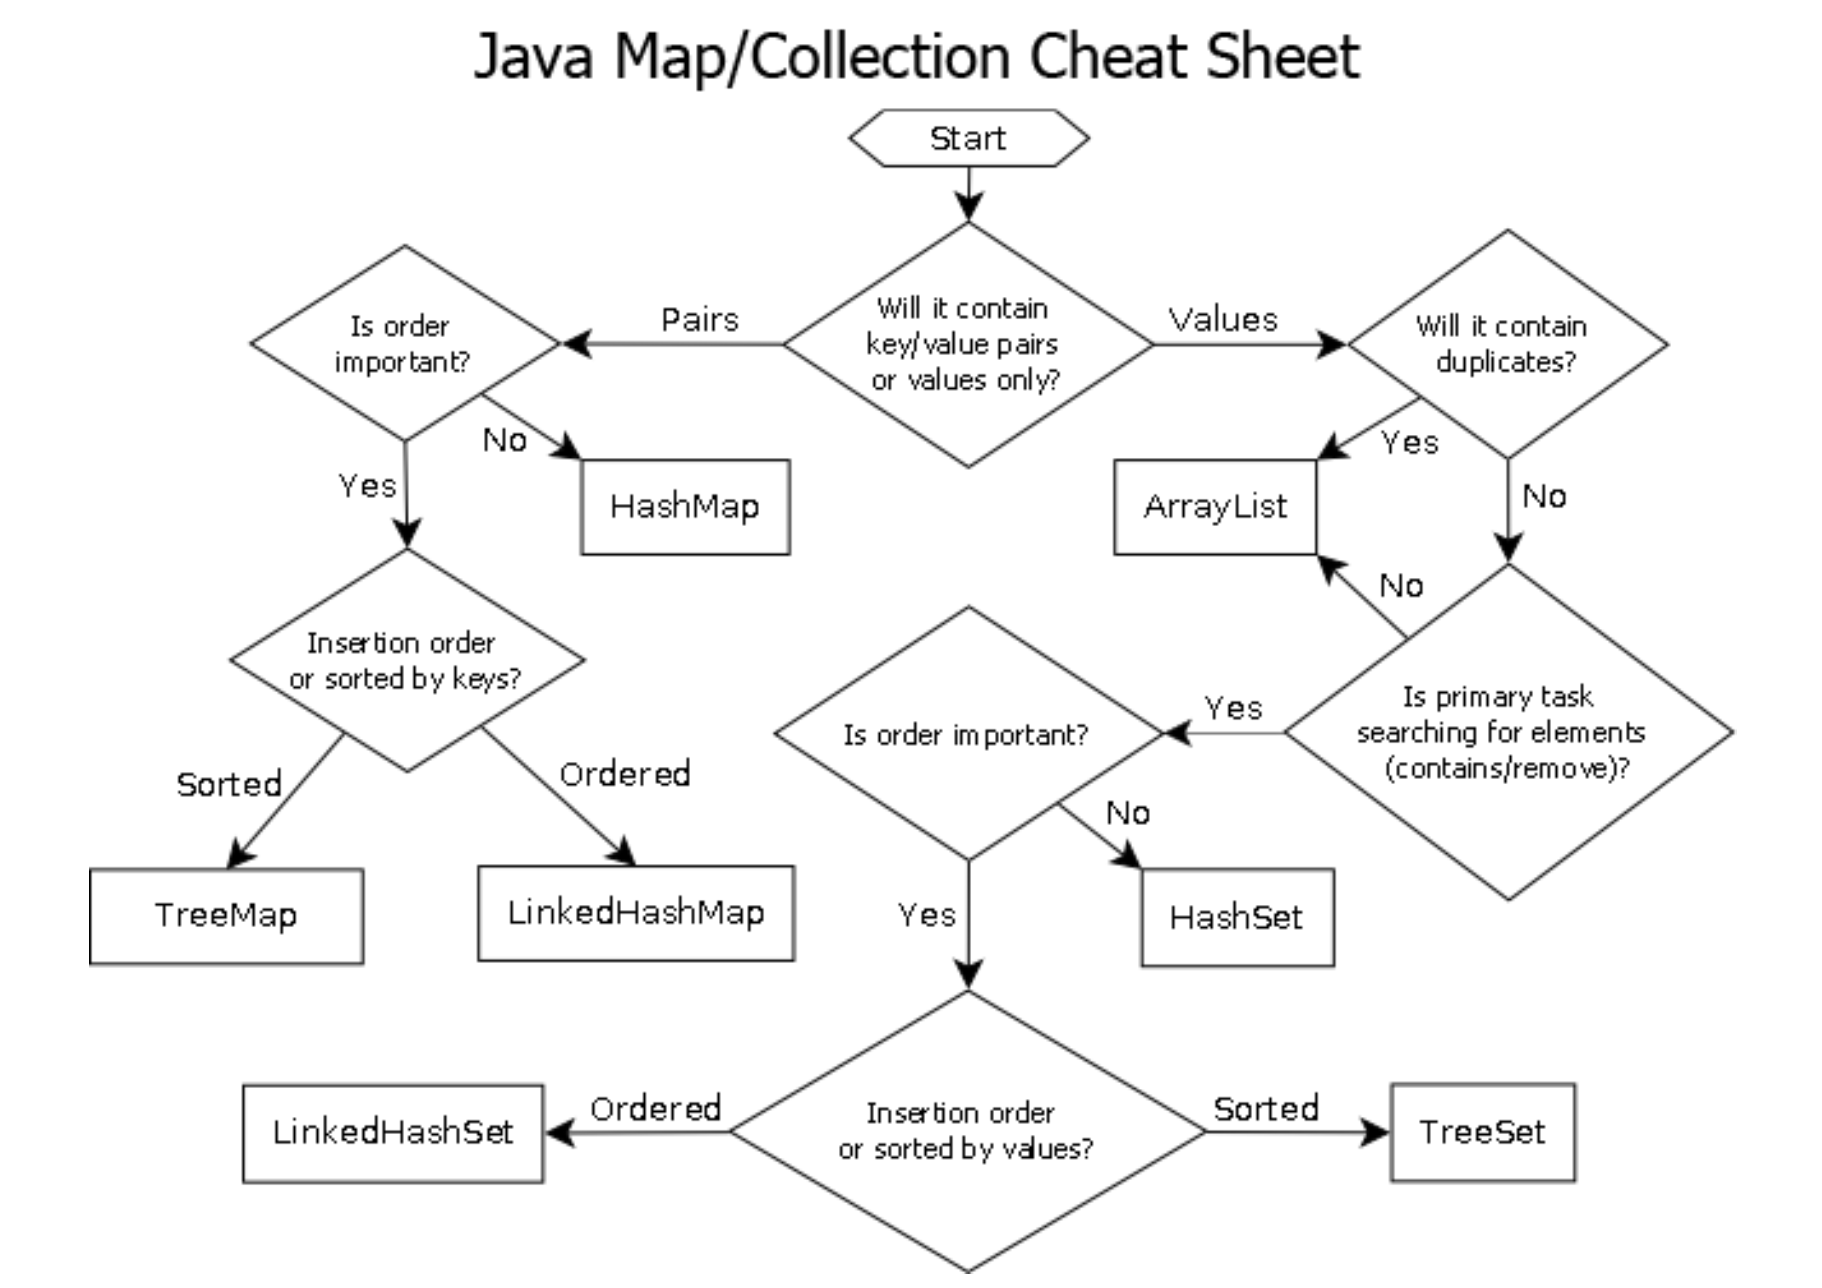 Java Map/Collection Cheat Sheet
Start
Will it contain
key/value pairs
or values only?
Pairs
Values
Is order
important?
No
Yes
HashMap
Insertion order
or sorted by keys?
Sorted
Ordered
TreeMap
LinkedHashMap
Will it contain
duplicates?
Yes
No
ArrayList
No
Is primary task
searching for elements
(contains/remove)?
Yes
Is order important?
No
Yes
HashSet
Insertion order
or sorted by values?
Ordered
Sorted
LinkedHashSet
TreeSet